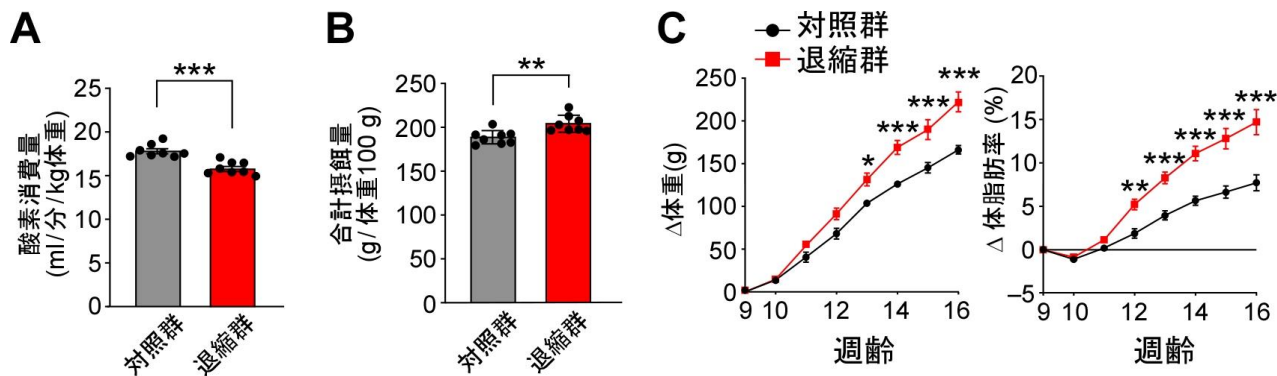 A
酸素消費量
(ml/分/kg体重)
25
20
15
10
5
0
***
対照群
退縮群
B
合計摂餌量
(g/体重100 g)
250
200
150
100
50
0
**
対照群
退縮群
C
対照群
退縮群
△体重(g)
250
200
150
100
50
0
*
***
***
***
9 10 12 14 16
週齢
△ 体脂肪率 (%)
20
15
10
5
0
–5
**
***
***
***
***
9 10 12 14 16
週齢